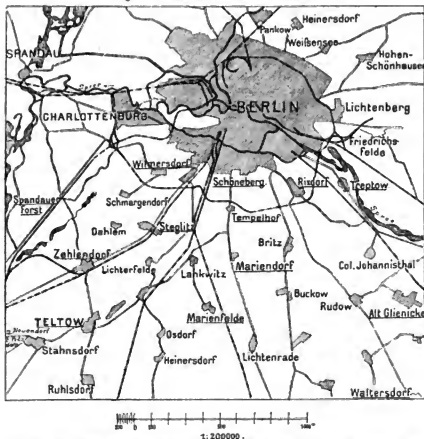 Heinersdorf
Pankow
Weißensee
SPANDAU
Hohen-
Schönhausen
BERLIN
Lichtenberg
CHARLOTTENBURG
Friedrichs-
Felde
Wilmersdorf
Schöneberg
Rixdorf
Treptow
Spandauer
Forst
Schmargendorf
Tempelhof
Spree
Dahlem
Steglitz
Britz
Zehlendorf
Lichterfelde
Lankwitz
Mariendorf
Col. Johannisthal
Buckow
Rudow
Alt Glienicke
TELTOW
Marienfelde
Neuendorf
Osdorf
Stahnsdorf
Heinersdorf
Lichtenrade
Ruhlsdorf
Waltersdorf
1:200000.